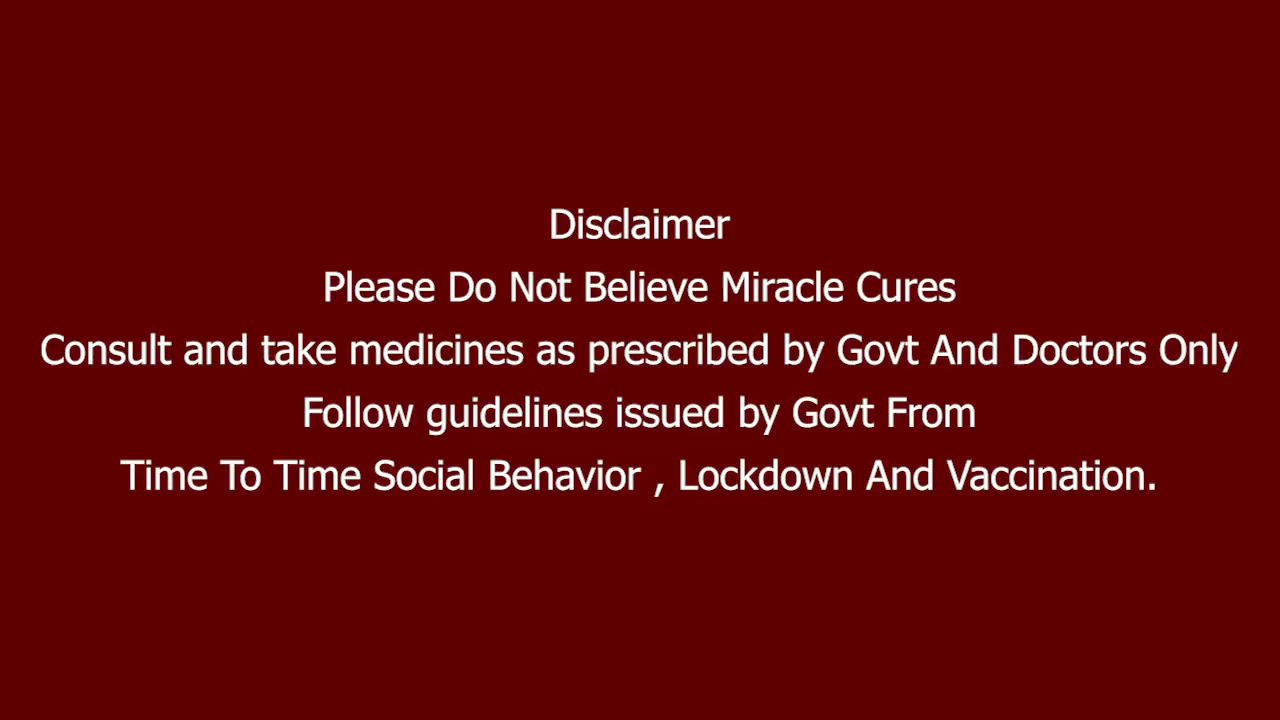 Disclaimer
Please Do Not Believe Miracle Cures
Consult and take medicines as prescribed by Govt And Doctors Only
Follow guidelines issued by Govt From
Time To Time Social Behavior , Lockdown And Vaccination.